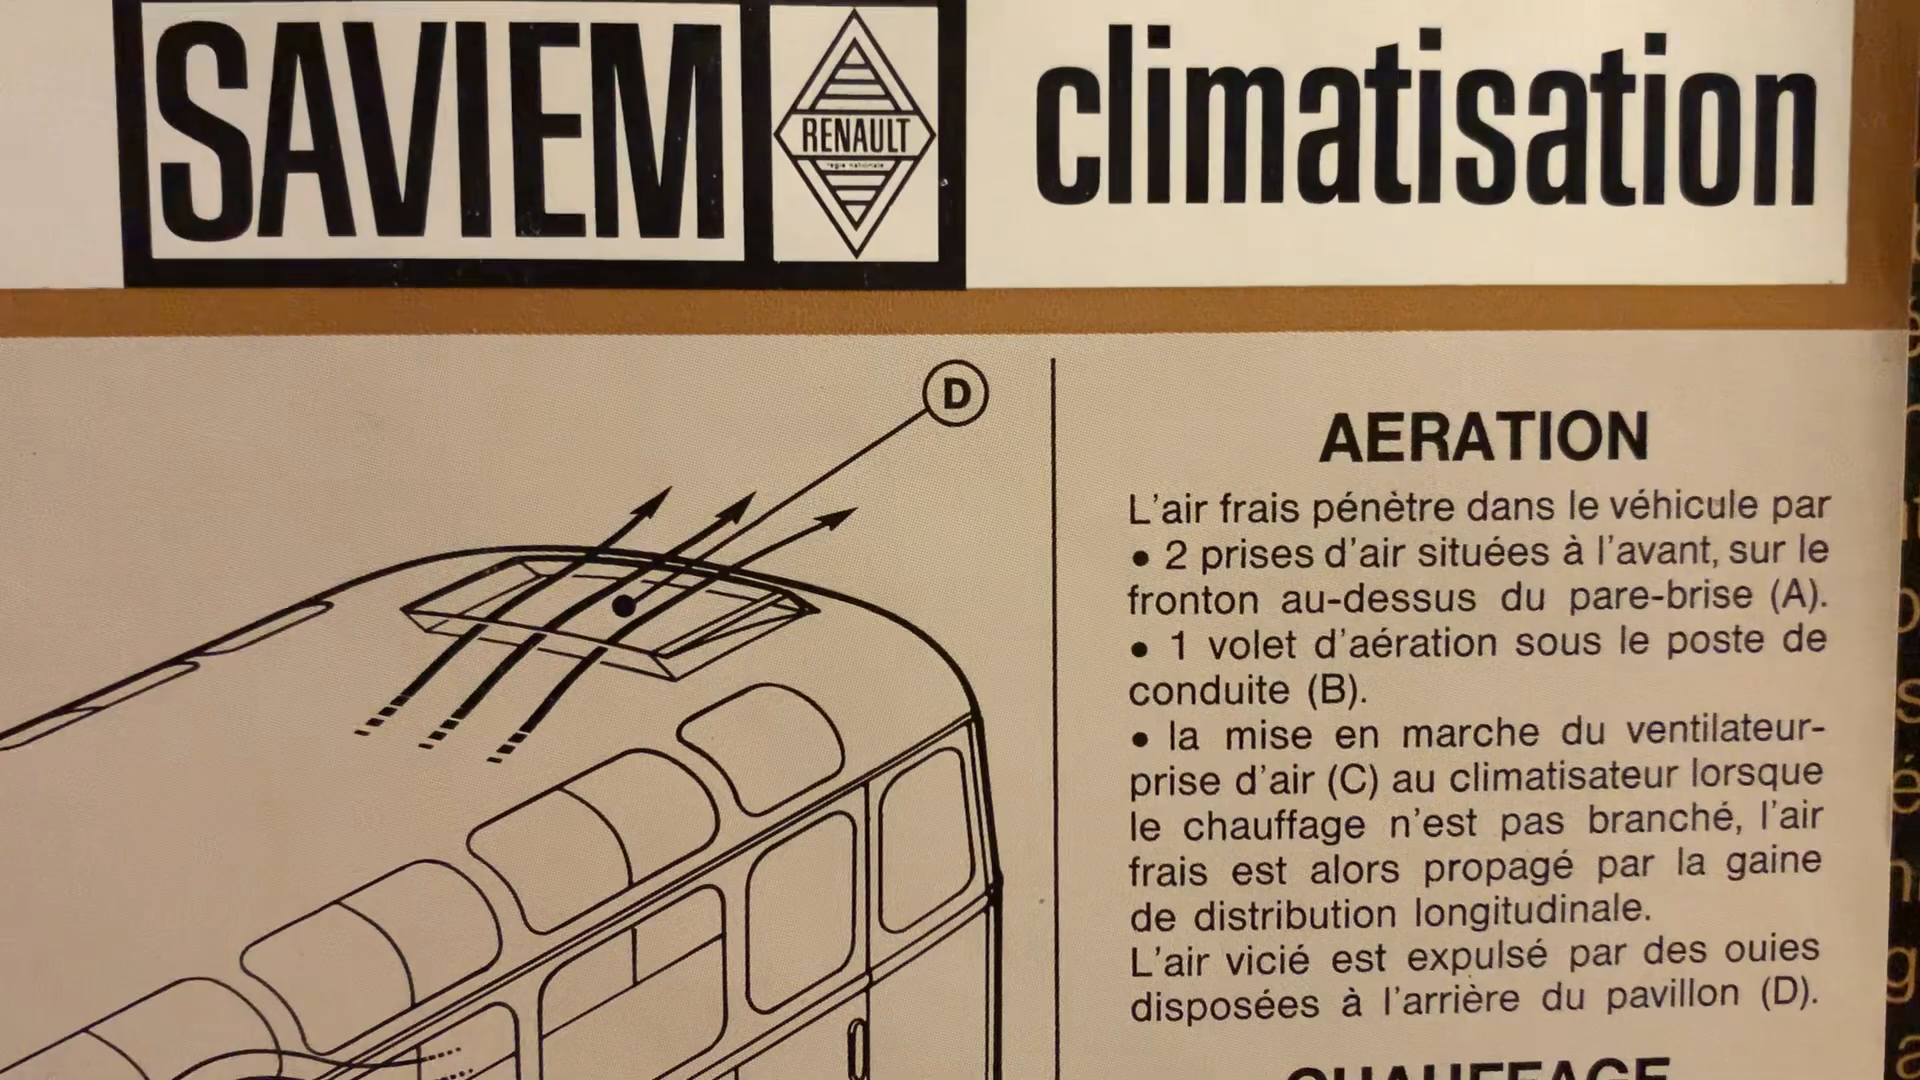 SAVIEM
RENAULT
régie nationale
climatisation
D
AERATION
L'air frais pénètre dans le véhicule par
• 2 prises d'air situées à l'avant, sur le
fronton au-dessus du pare-brise (A).
• 1 volet d'aération sous le poste de
conduite (B).
• la mise en marche du ventilateur-
prise d'air (C) au climatisateur lorsque
le chauffage n'est pas branché, l'air
frais est alors propagé par la gaine
de distribution longitudinale.
L'air vicié est expulsé par des ouies
disposées à l'arrière du pavillon (D).
CHAUFFAGE